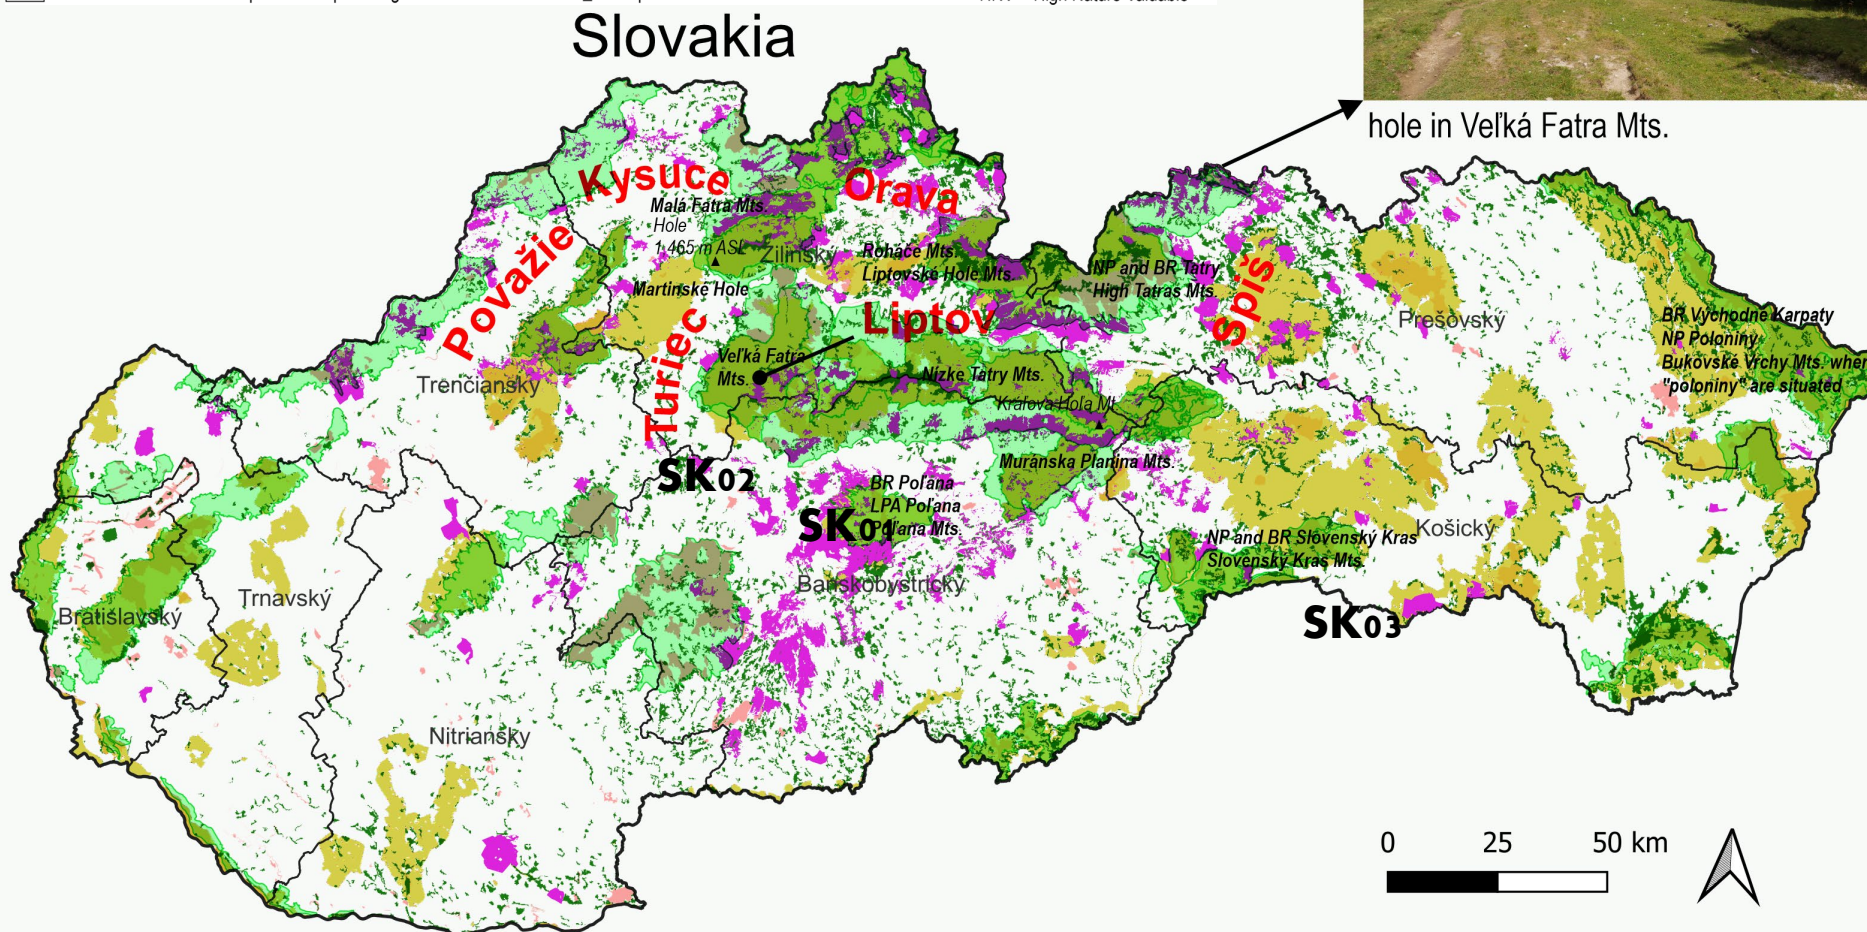 Slovakia
hole in Veľká Fatra Mts.
Kysuce
Orava
Malá Fatra Mts.
Hole
1 465 m ASL
Žilinský
Považie
Roháče Mts.
Liptovské Hole Mts.
NP and BR Tatry
High Tatras Mts.
Spiš
Martinské Hole
Liptov
Prešovský
BR Východné Karpaty
NP Poloniny
Bukovské Vrchy Mts. wher
"poloniny" are situated
Turiec
Veľká Fatra
Mts.
Trenčiansky
Nízke Tatry Mts.
Kráľova Hoľa Mt.
SK02
Muránska Planina Mts.
BR Poľana
LPA Poľana
Poľana Mts.
SK01
Košický
NP and BR Slovenský Kras
Slovenský Kras Mts.
Banskobystrický
Trnavský
Bratislavský
SK03
Nitriansky
0 25 50 km